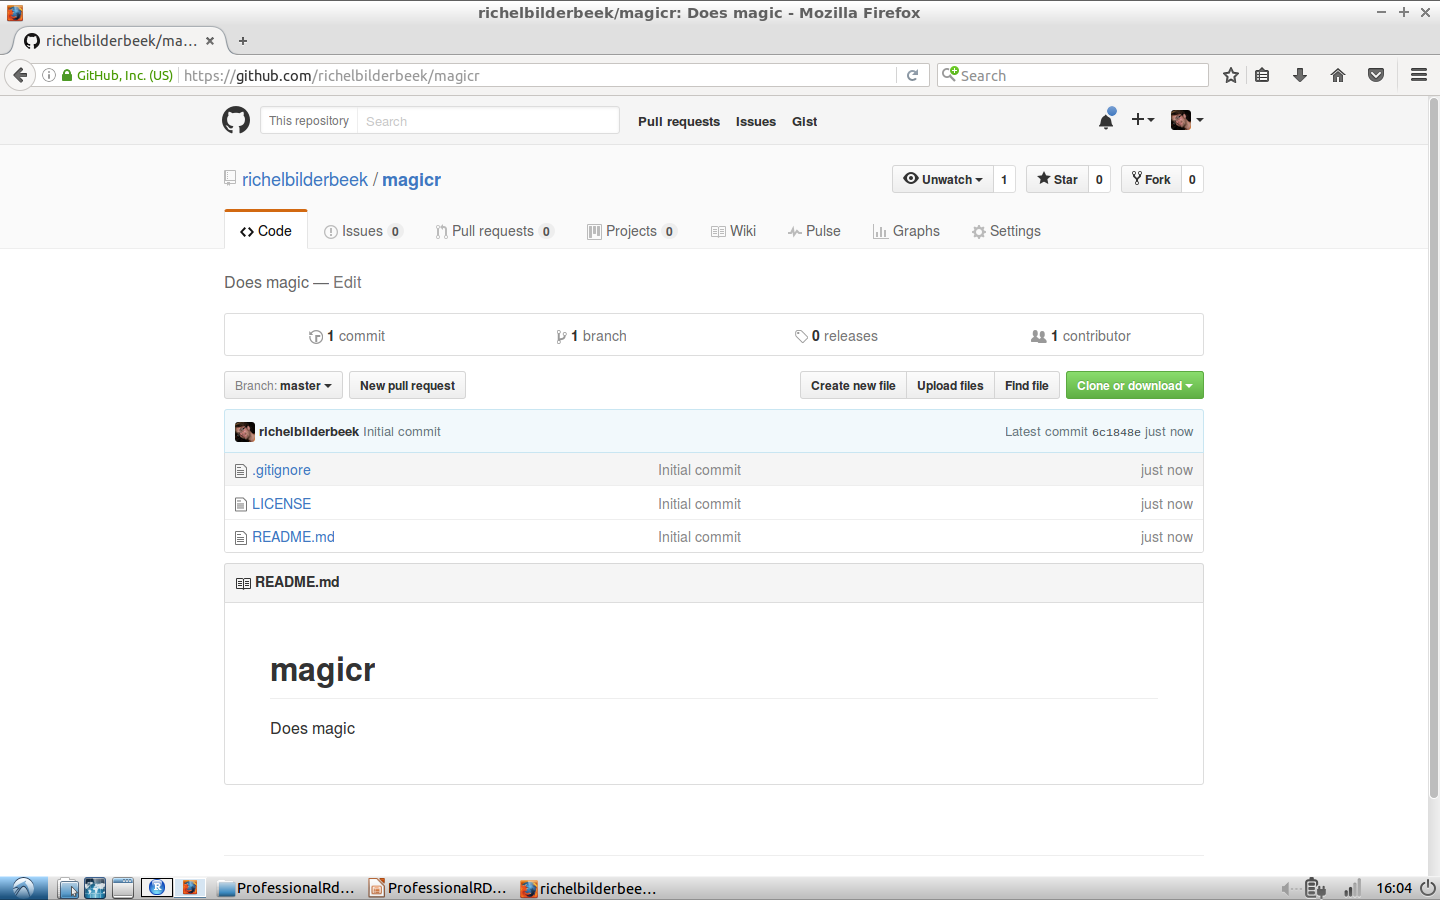 richelbilderbeek/magicr: Does magic - Mozilla Firefox
richelbilderbeek/ma...
GitHub, Inc. (US) https://github.com/richelbilderbeek/magicr Search
This repository Search Pull requests Issues Gist
richelbilderbeek / magicr Unwatch 1 Star 0 Fork 0
Code Issues 0 Pull requests 0 Projects 0 Wiki Pulse Graphs Settings
Does magic — Edit
1 commit 1 branch 0 releases 1 contributor
Branch: master New pull request Create new file Upload files Find file Clone or download
richelbilderbeek Initial commit Latest commit 6c1848e just now
.gitignore Initial commit just now
LICENSE Initial commit just now
README.md Initial commit just now
README.md
magicr
Does magic
R ProfessionalRd... ProfessionalRD... richelbilderbee... 16:04